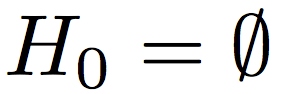 H₀ = ∅